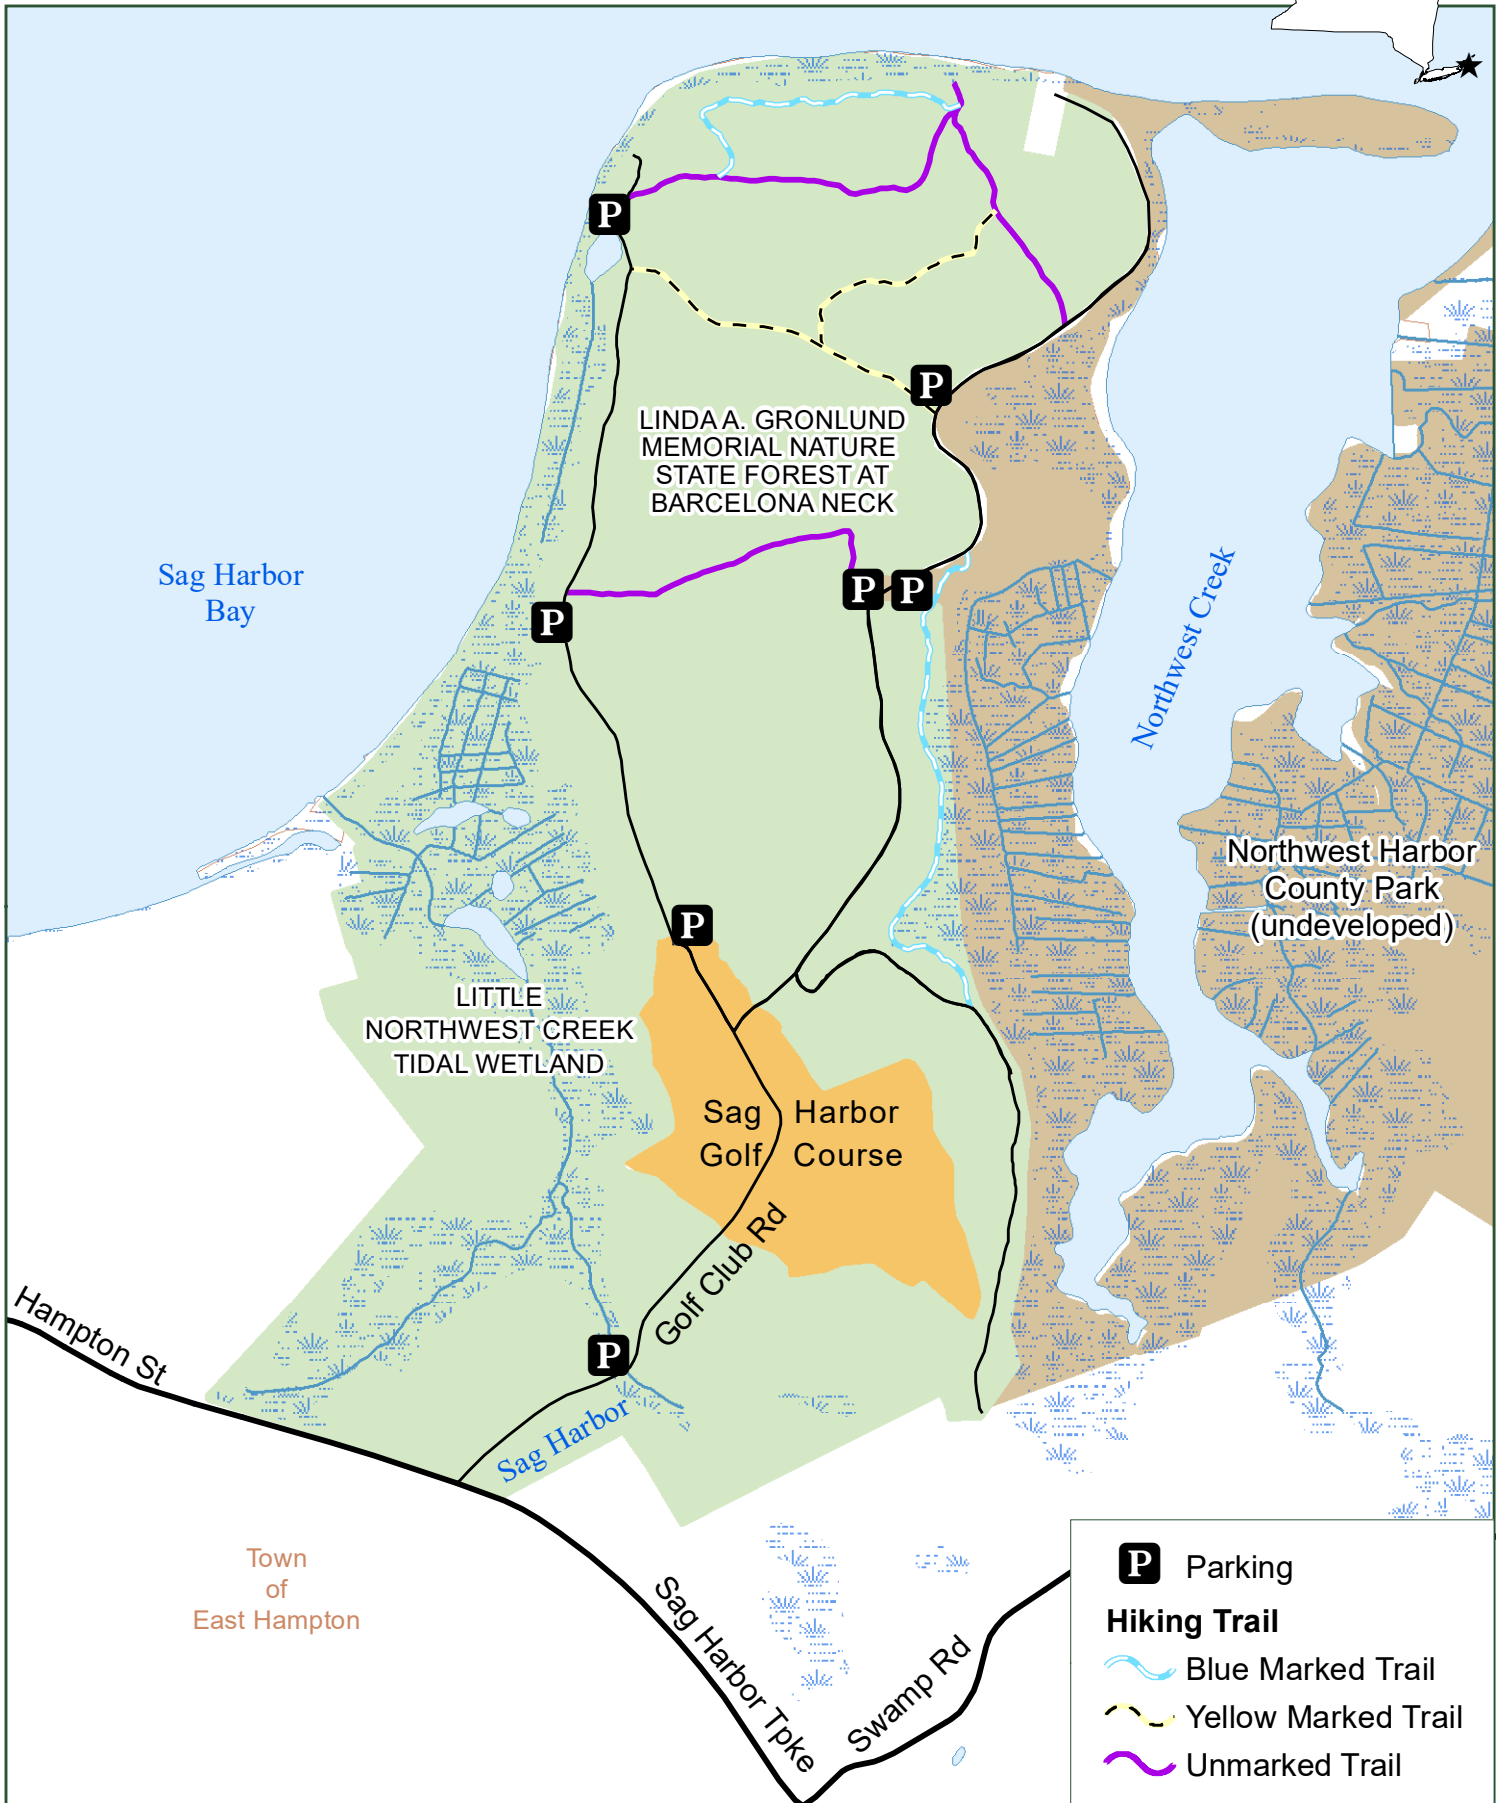 P
P
LINDA A. GRONLUND
MEMORIAL NATURE
STATE FOREST AT
BARCELONA NECK
Sag Harbor
Bay
Northwest Creek
P
P
P
Northwest Harbor
County Park
(undeveloped)
P
LITTLE
NORTHWEST CREEK
TIDAL WETLAND
Sag Harbor
Golf Course
Golf Club Rd
Hampton St
P
Sag Harbor
Town
of
East Hampton
Sag Harbor Tpke
Swamp Rd
P Parking
Hiking Trail
Blue Marked Trail
Yellow Marked Trail
Unmarked Trail